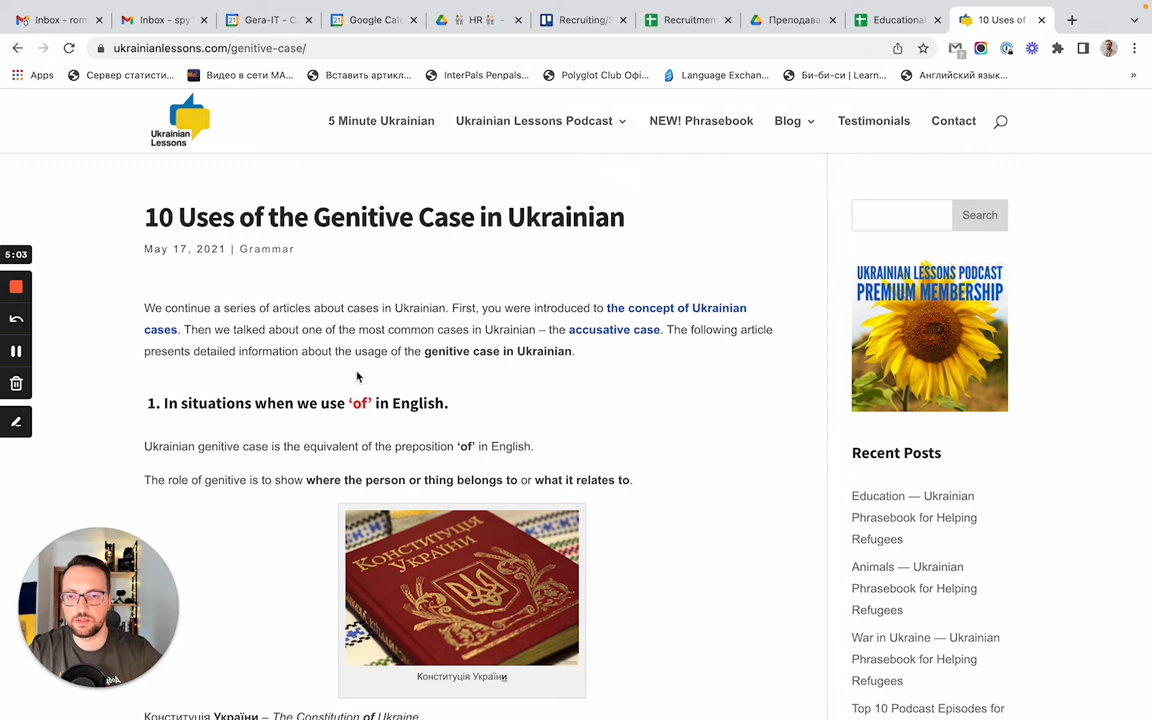 Inbox - rom
Inbox - spy
Gera-IT - C
Google Cal
HR
Recruiting/S
Recruitmen
Преподава
Educational
10 Uses of
ukrainianlessons.com/genitive-case/
Apps
Сервер статисти...
Видео в сети МА...
Вставить артикл...
InterPals Penpals...
Polyglot Club Офі...
Language Exchan...
Би-би-си | Learn...
Английский язык...
»
Ukrainian
Lessons
5 Minute Ukrainian
Ukrainian Lessons Podcast
NEW! Phrasebook
Blog
Testimonials
Contact
10 Uses of the Genitive Case in Ukrainian
May 17, 2021 | Grammar
We continue a series of articles about cases in Ukrainian. First, you were introduced to the concept of Ukrainian
cases. Then we talked about one of the most common cases in Ukrainian – the accusative case. The following article
presents detailed information about the usage of the genitive case in Ukrainian.
1. In situations when we use ‘of’ in English.
Ukrainian genitive case is the equivalent of the preposition ‘of’ in English.
The role of genitive is to show where the person or thing belongs to or what it relates to.
КОНСТИТУЦІЯ
УКРАЇНИ
Конституція України
Конституція України – The Constitution of Ukraine
Search
UKRAINIAN LESSONS PODCAST
PREMIUM MEMBERSHIP
Recent Posts
Education — Ukrainian
Phrasebook for Helping
Refugees
Animals — Ukrainian
Phrasebook for Helping
Refugees
War in Ukraine — Ukrainian
Phrasebook for Helping
Refugees
Top 10 Podcast Episodes for
5:03